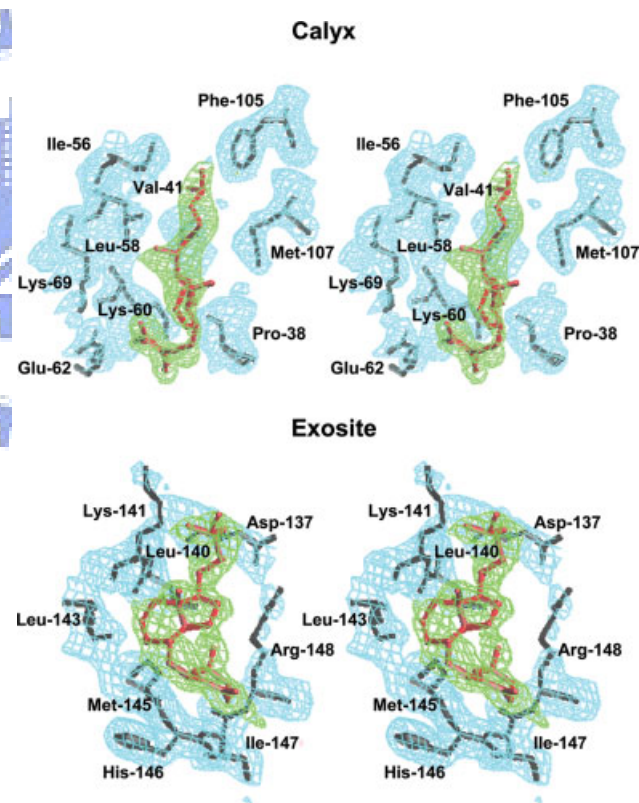 Calyx
Phe-105 Phe-105
Ile-56 Ile-56
Val-41 Val-41
Leu-58 Met-107 Leu-58 Met-107
Lys-69 Lys-69
Lys-60 Lys-60
Pro-38 Pro-38
Glu-62 Glu-62
Exosite
Lys-141 Asp-137 Lys-141 Asp-137
Leu-140 Leu-140
Leu-143 Leu-143
Arg-148 Arg-148
Met-145 Met-145
Ile-147 Ile-147
His-146 His-146